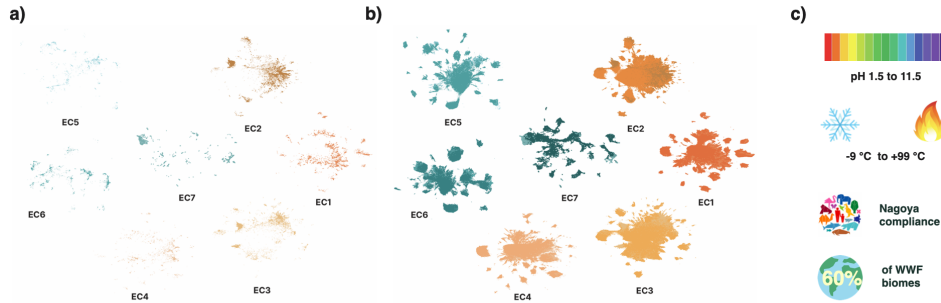 a)
EC5
EC2
EC6
EC7
EC1
EC4
EC3
b)
EC5
EC2
EC6
EC7
EC1
EC4
EC3
c)
pH 1.5 to 11.5
-9 °C to +99 °C
Nagoya
compliance
60%
of WWF
biomes